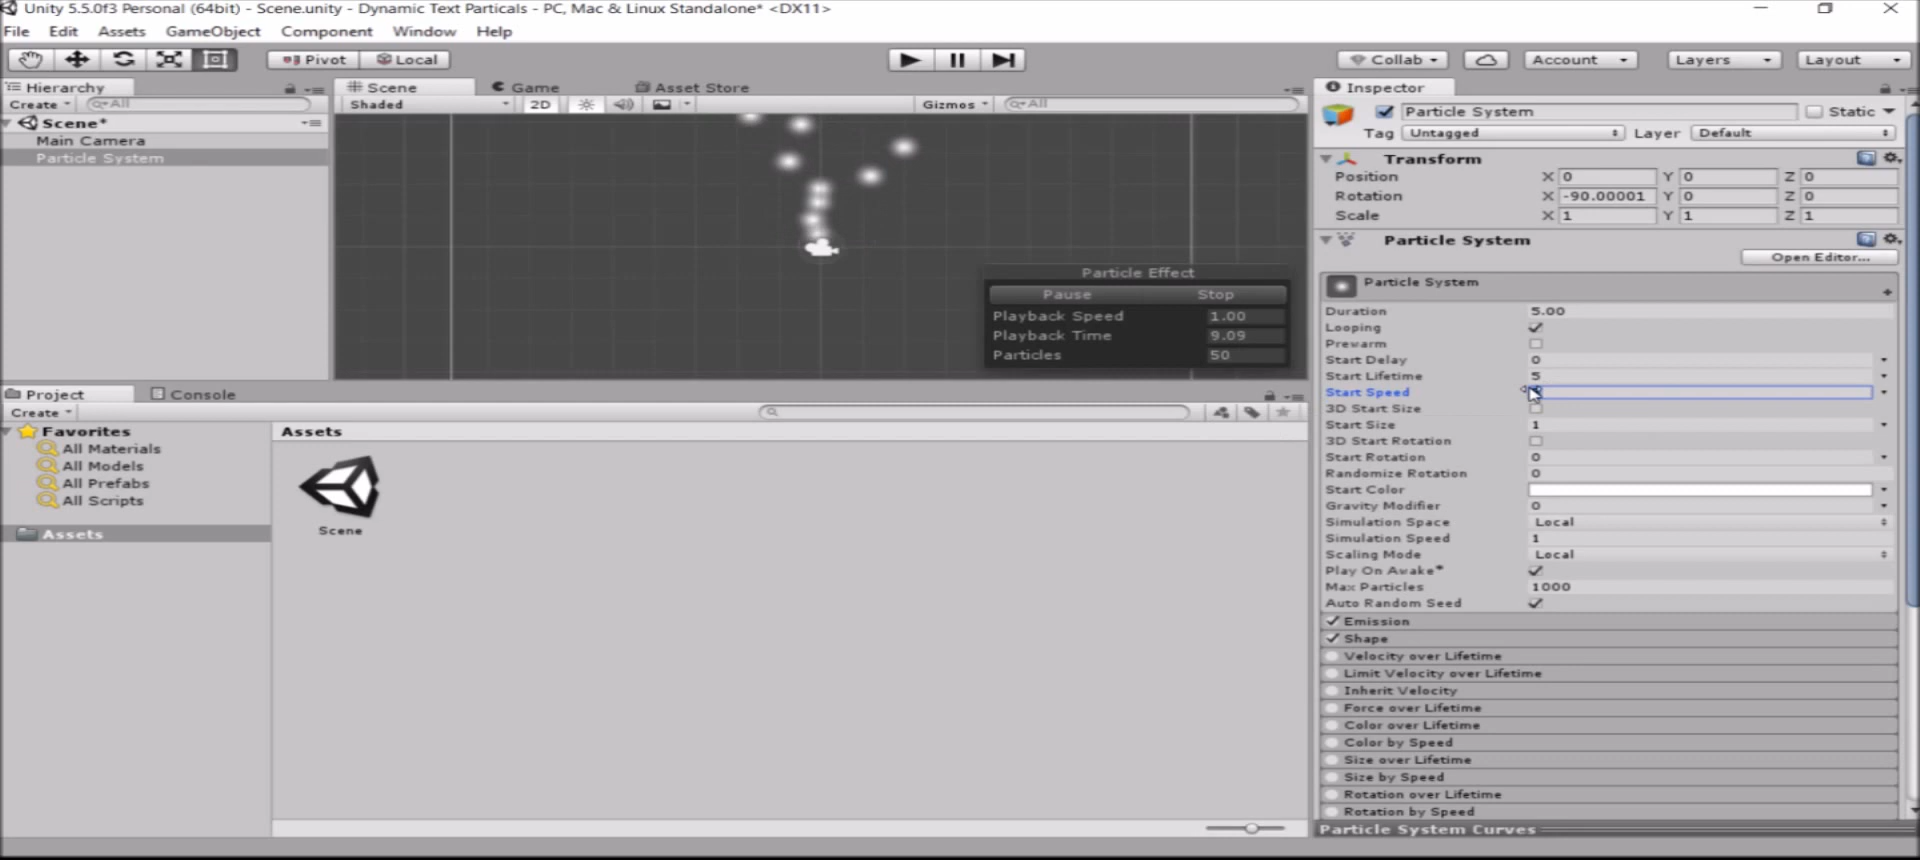 Unity 5.5.0f3 Personal (64bit) - Scene.unity - Dynamic Text Particals - PC, Mac & Linux Standalone* <DX11>
File Edit Assets GameObject Component Window Help
Pivot Local Collab Account Layers Layout
Hierarchy
Create All
Scene*
Main Camera
Particle System
Scene Game Asset Store
Shaded 2D Gizmos All
Particle Effect
Pause Stop
Playback Speed 1.00
Playback Time 9.09
Particles 50
Project Console
Create
Favorites
All Materials
All Models
All Prefabs
All Scripts
Assets
Assets
Scene
Inspector
Particle System Static
Tag Untagged Layer Default
Transform
Position X 0 Y 0 Z 0
Rotation X -90.00001 Y 0 Z 0
Scale X 1 Y 1 Z 1
Particle System
Open Editor...
Particle System
Duration 5.00
Looping
Prewarm
Start Delay 0
Start Lifetime 5
Start Speed
3D Start Size
Start Size 1
3D Start Rotation
Start Rotation 0
Randomize Rotation 0
Start Color
Gravity Modifier 0
Simulation Space Local
Simulation Speed 1
Scaling Mode Local
Play On Awake*
Max Particles 1000
Auto Random Seed
Emission
Shape
Velocity over Lifetime
Limit Velocity over Lifetime
Inherit Velocity
Force over Lifetime
Color over Lifetime
Color by Speed
Size over Lifetime
Size by Speed
Rotation over Lifetime
Rotation by Speed
Particle System Curves